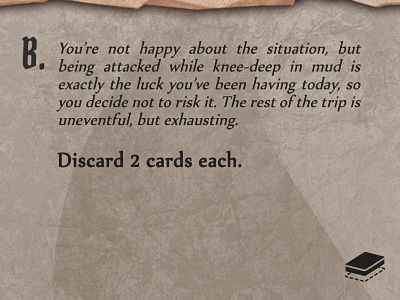 B. You're not happy about the situation, but
being attacked while knee-deep in mud is
exactly the luck you've been having today, so
you decide not to risk it. The rest of the trip is
uneventful, but exhausting.
Discard 2 cards each.